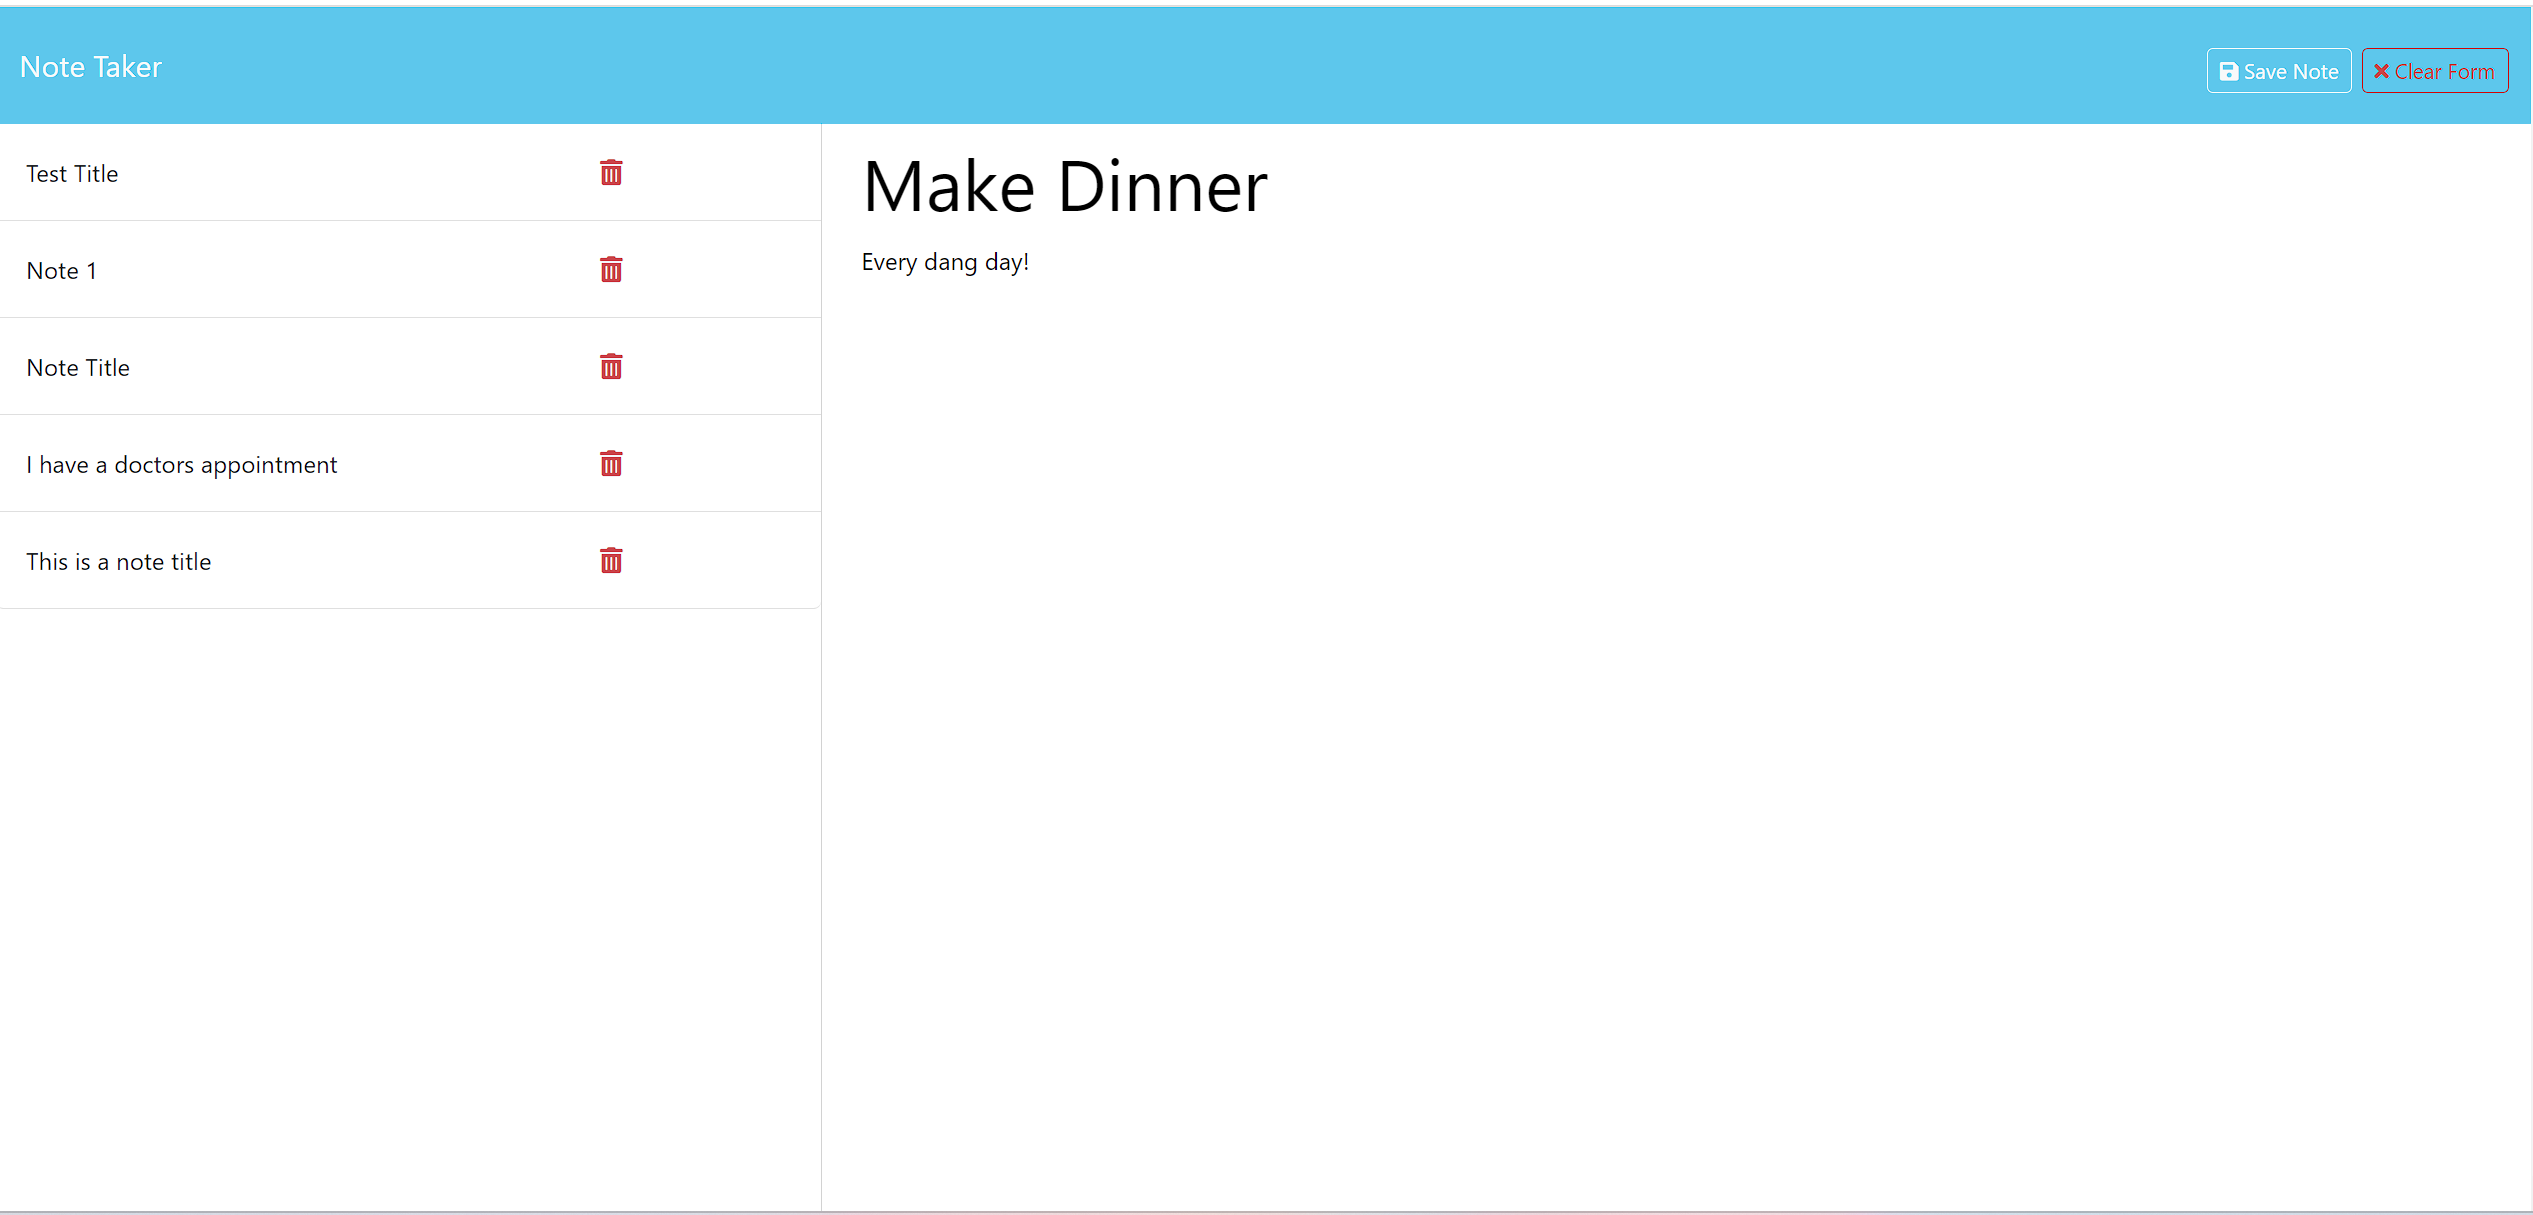 Note Taker
Save Note
Clear Form
Test Title
Note 1
Note Title
I have a doctors appointment
This is a note title
Make Dinner
Every dang day!